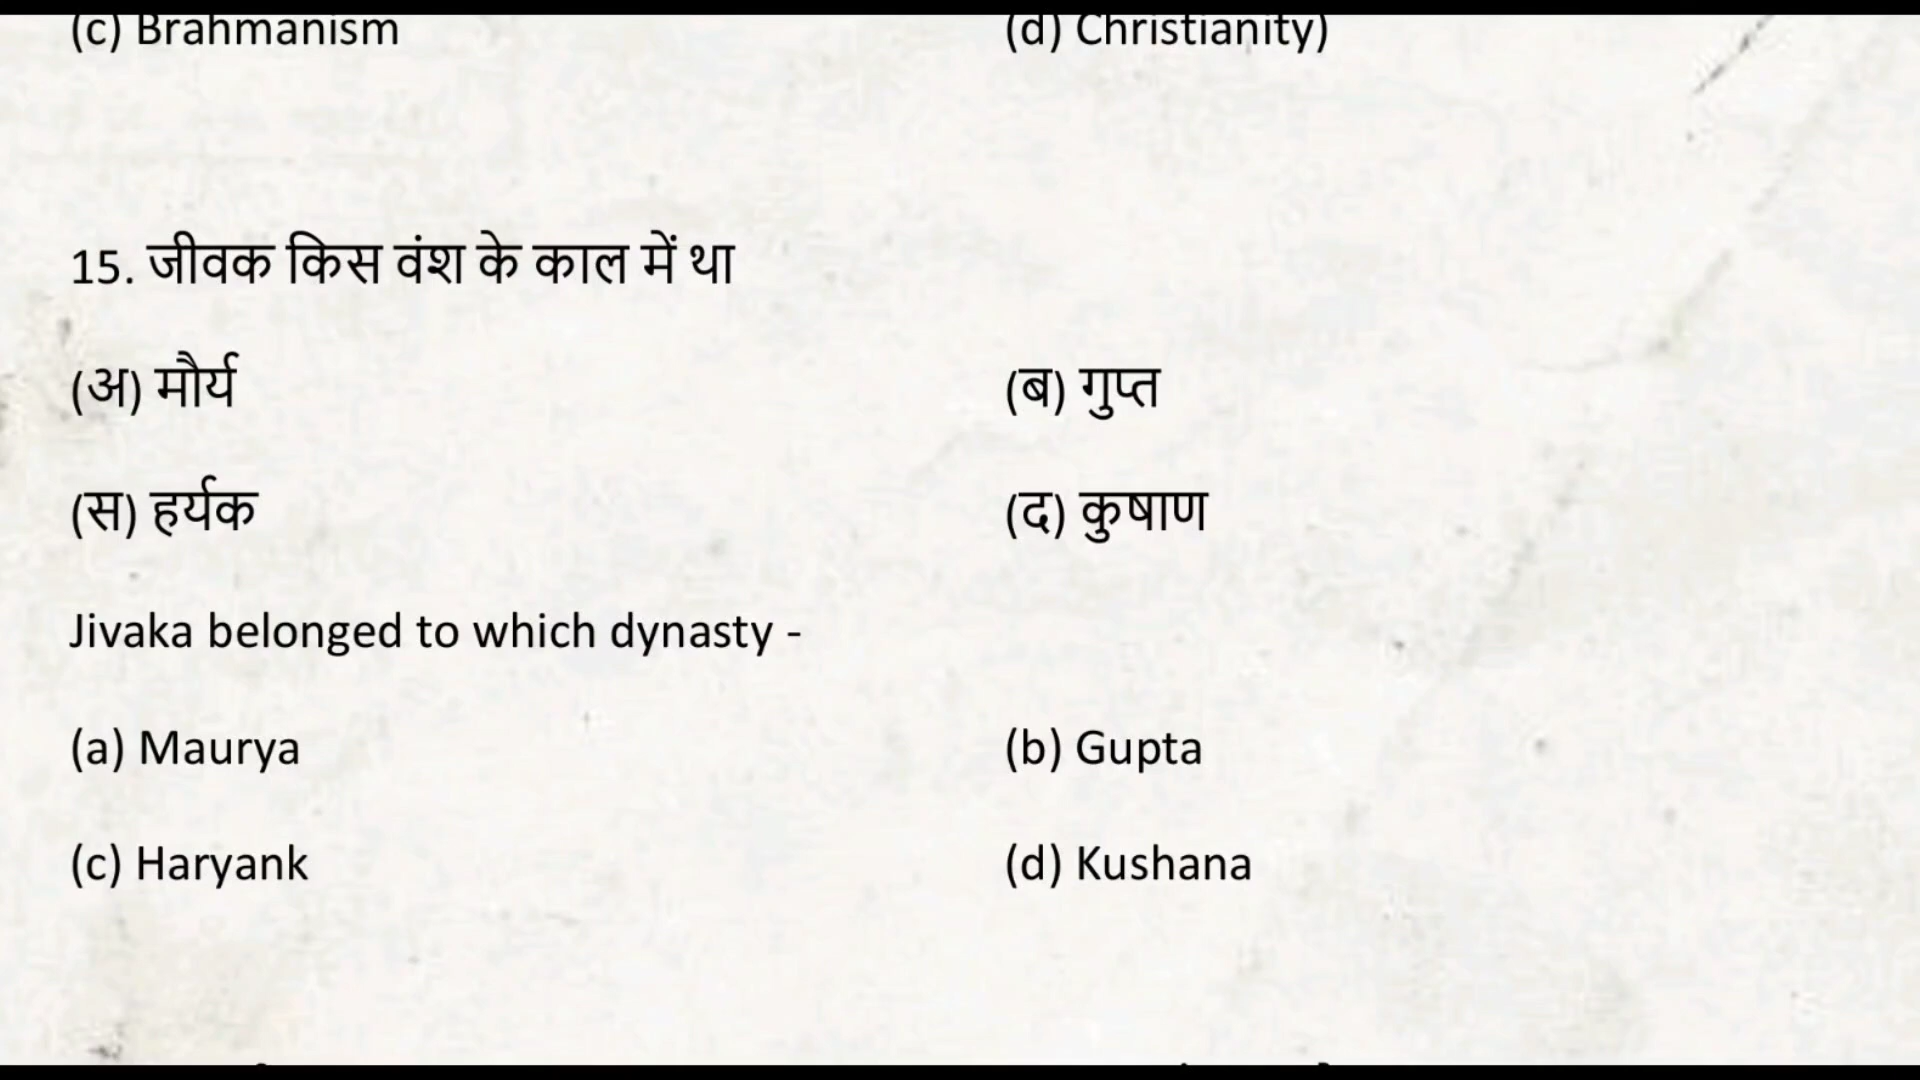 (c) Brahmanism (d) Christianity)
15. जीवक किस वंश के काल में था
(अ) मौर्य (ब) गुप्त
(स) हर्यक (द) कुषाण
Jivaka belonged to which dynasty -
(a) Maurya (b) Gupta
(c) Haryank (d) Kushana